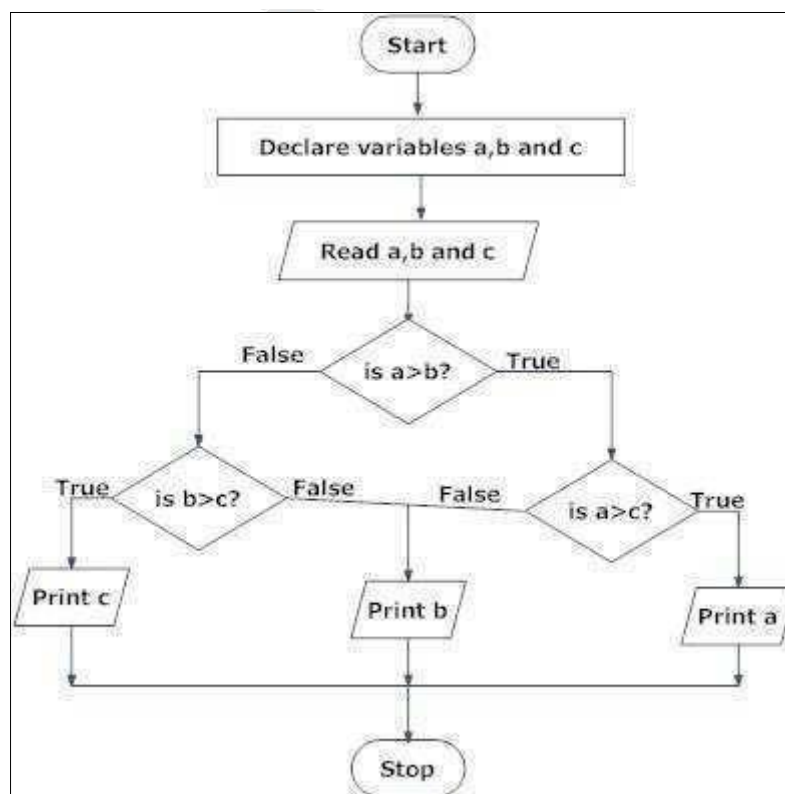 Start
Declare variables a,b and c
Read a,b and c
is a>b?
False
True
is b>c?
True
False
is a>c?
False
True
Print c
Print b
Print a
Stop